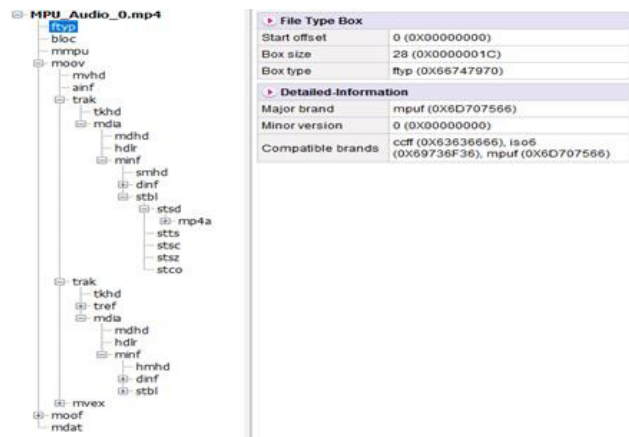 MPU_Audio_0.mp4
ftyp
bloc
mmpu
moov
mvhd
ainf
trak
tkhd
mdia
mdhd
hdlr
minf
smhd
dinf
stbl
stsd
mp4a
stts
stsc
stsz
stco
trak
tkhd
tref
mdia
mdhd
hdlr
minf
hmhd
dinf
stbl
mvex
moof
mdat
File Type Box
Start offset 0 (0X00000000)
Box size 28 (0X0000001C)
Box type ftyp (0X66747970)
Detailed-Information
Major brand mpuf (0X6D707566)
Minor version 0 (0X00000000)
Compatible brands ccff (0X63636666), iso6
(0X69736F36), mpuf (0X6D707566)